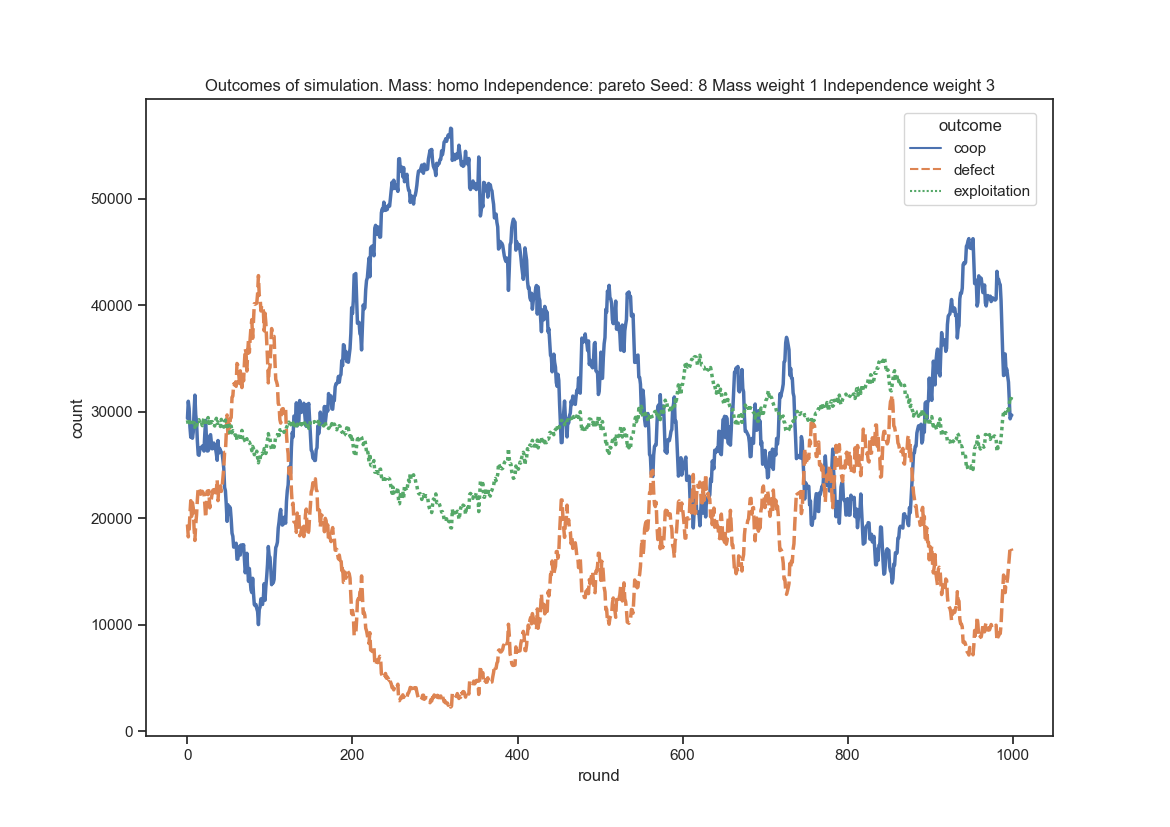 Outcomes of simulation. Mass: homo Independence: pareto Seed: 8 Mass weight 1 Independence weight 3
outcome
coop
defect
exploitation
count
50000
40000
30000
20000
10000
0
0 200 400 600 800 1000
round